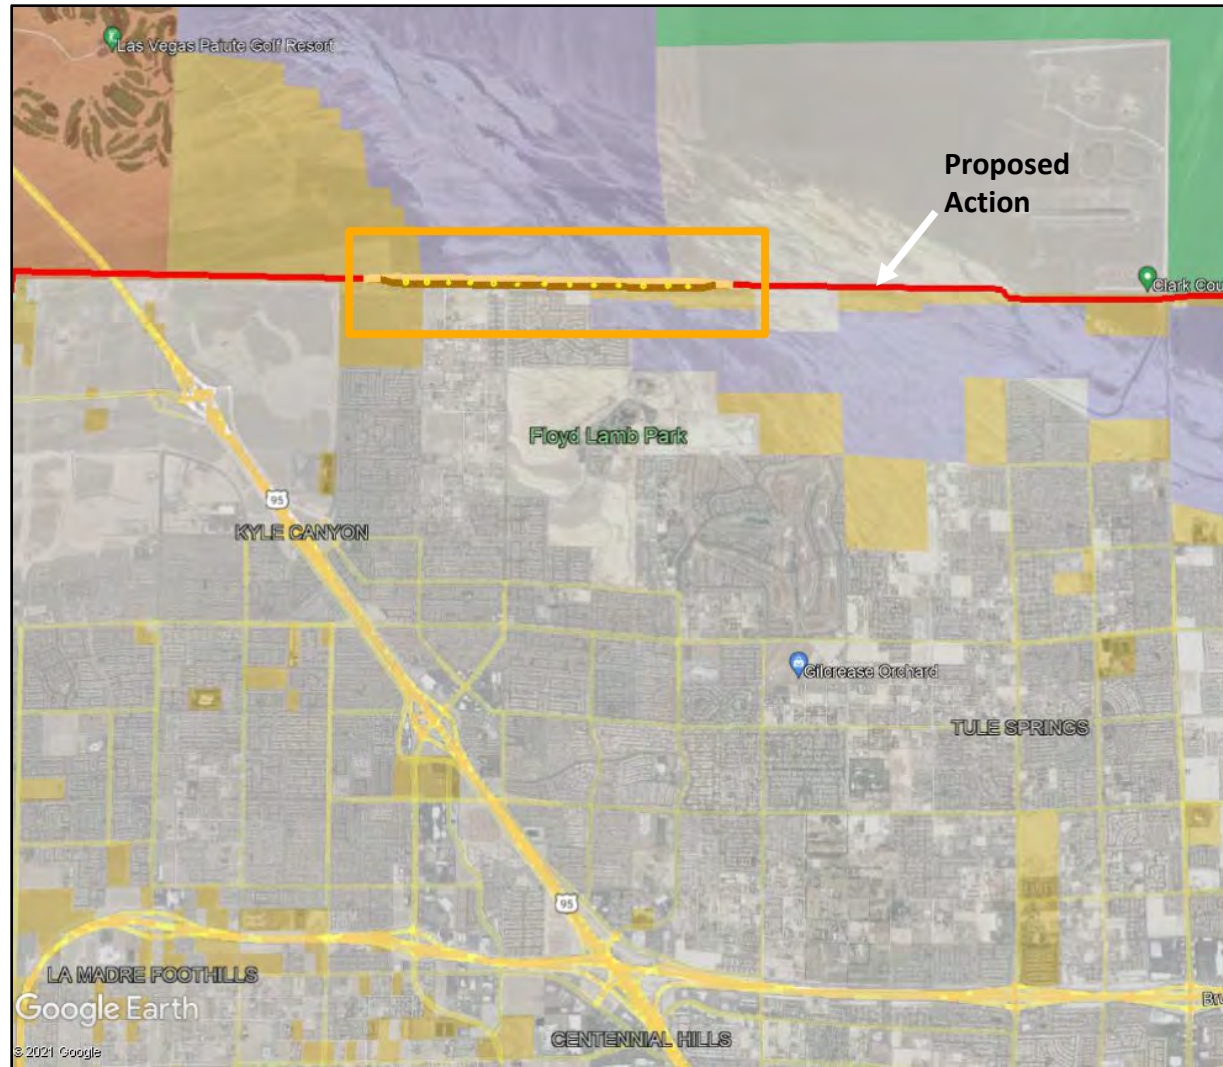 Las Vegas Paiute Golf Resort
Proposed
Action
Clark Cou
Floyd Lamb Park
95
KYLE CANYON
Gilcrease Orchard
TULE SPRINGS
95
LA MADRE FOOTHILLS
Google Earth
Bru
CENTENNIAL HILLS
© 2021 Google